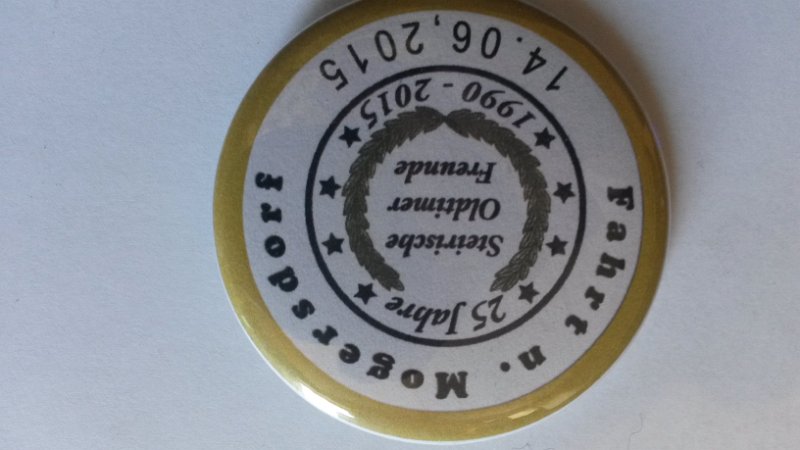 Fahrt n. Mogersdorf
25 Jahre
Steirische
Oldtimer
Freunde
1990 - 2015
14.06,2015